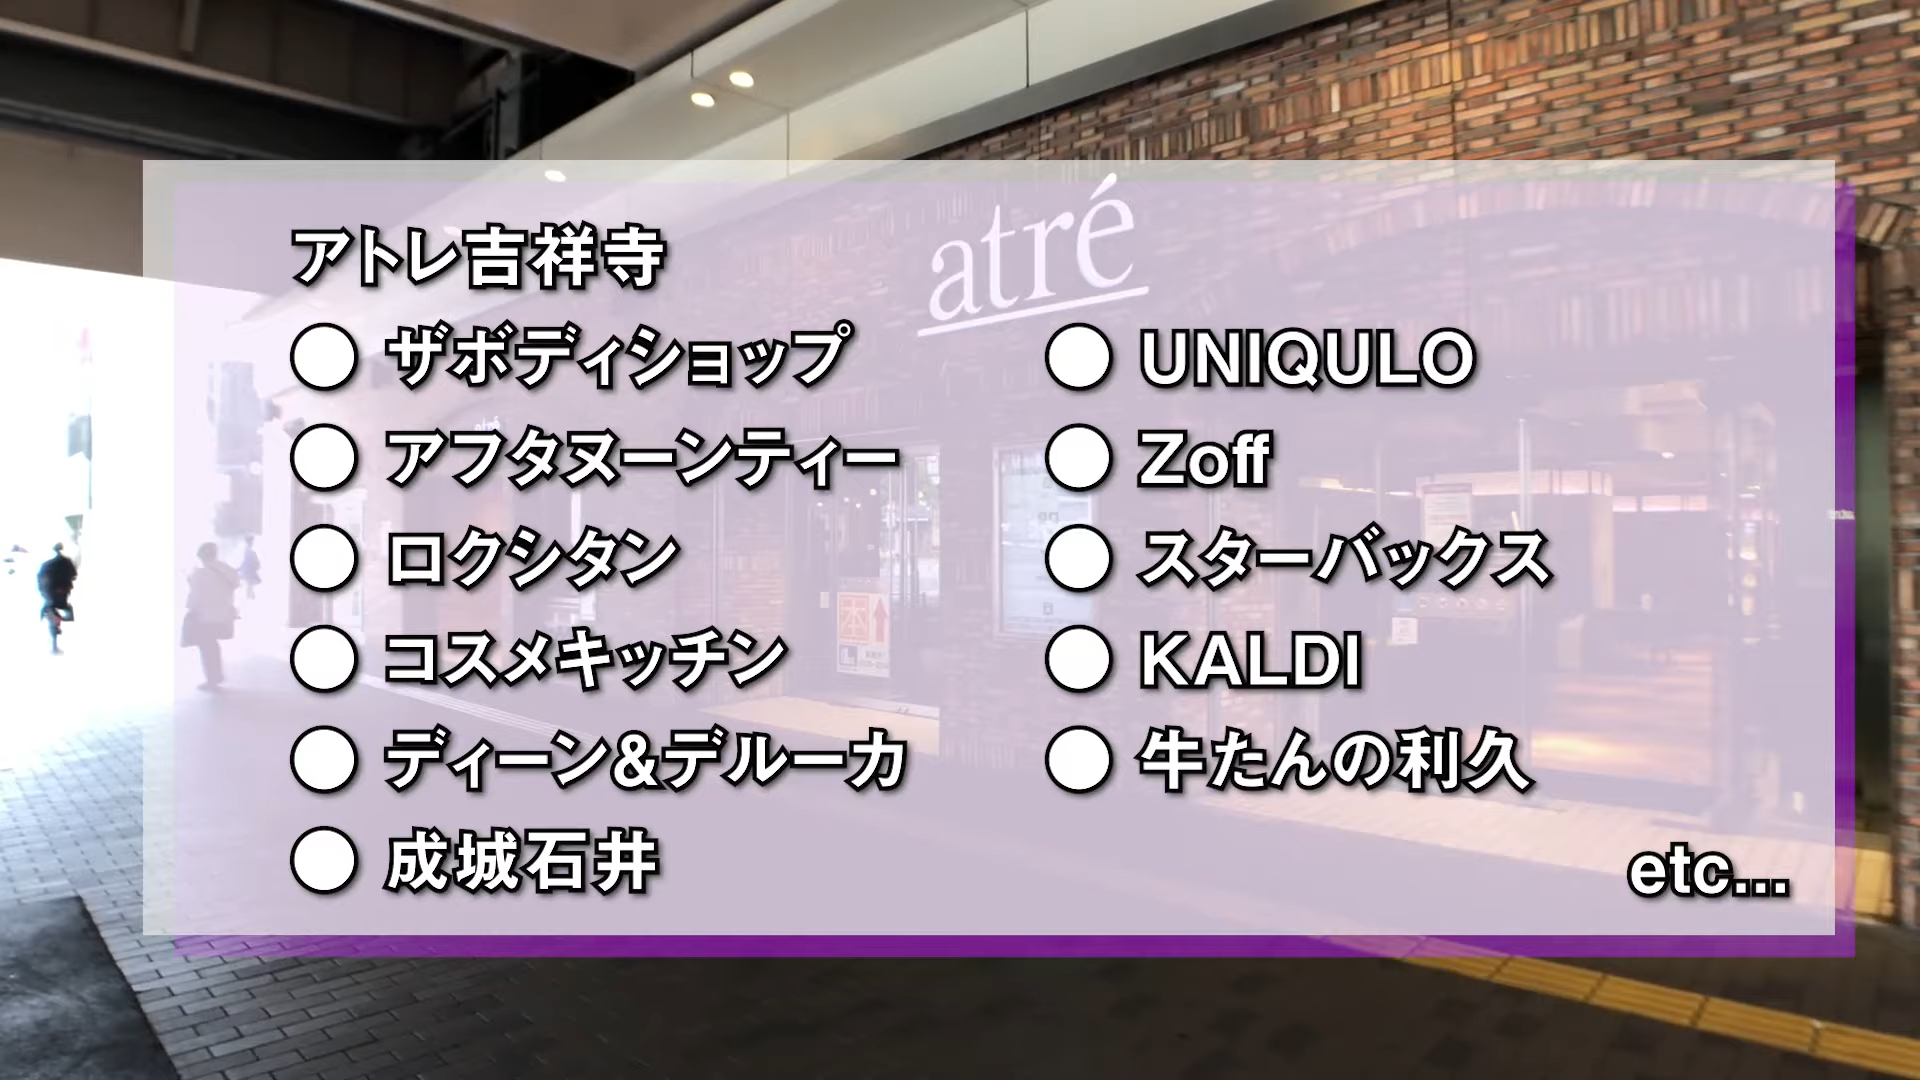 atré
アトレ吉祥寺
● ザボディショップ
● アフタヌーンティー
● ロクシタン
● コスメキッチン
● ディーン&デルーカ
● 成城石井
● UNIQULO
● Zoff
● スターバックス
● KALDI
● 牛たんの利久
etc...